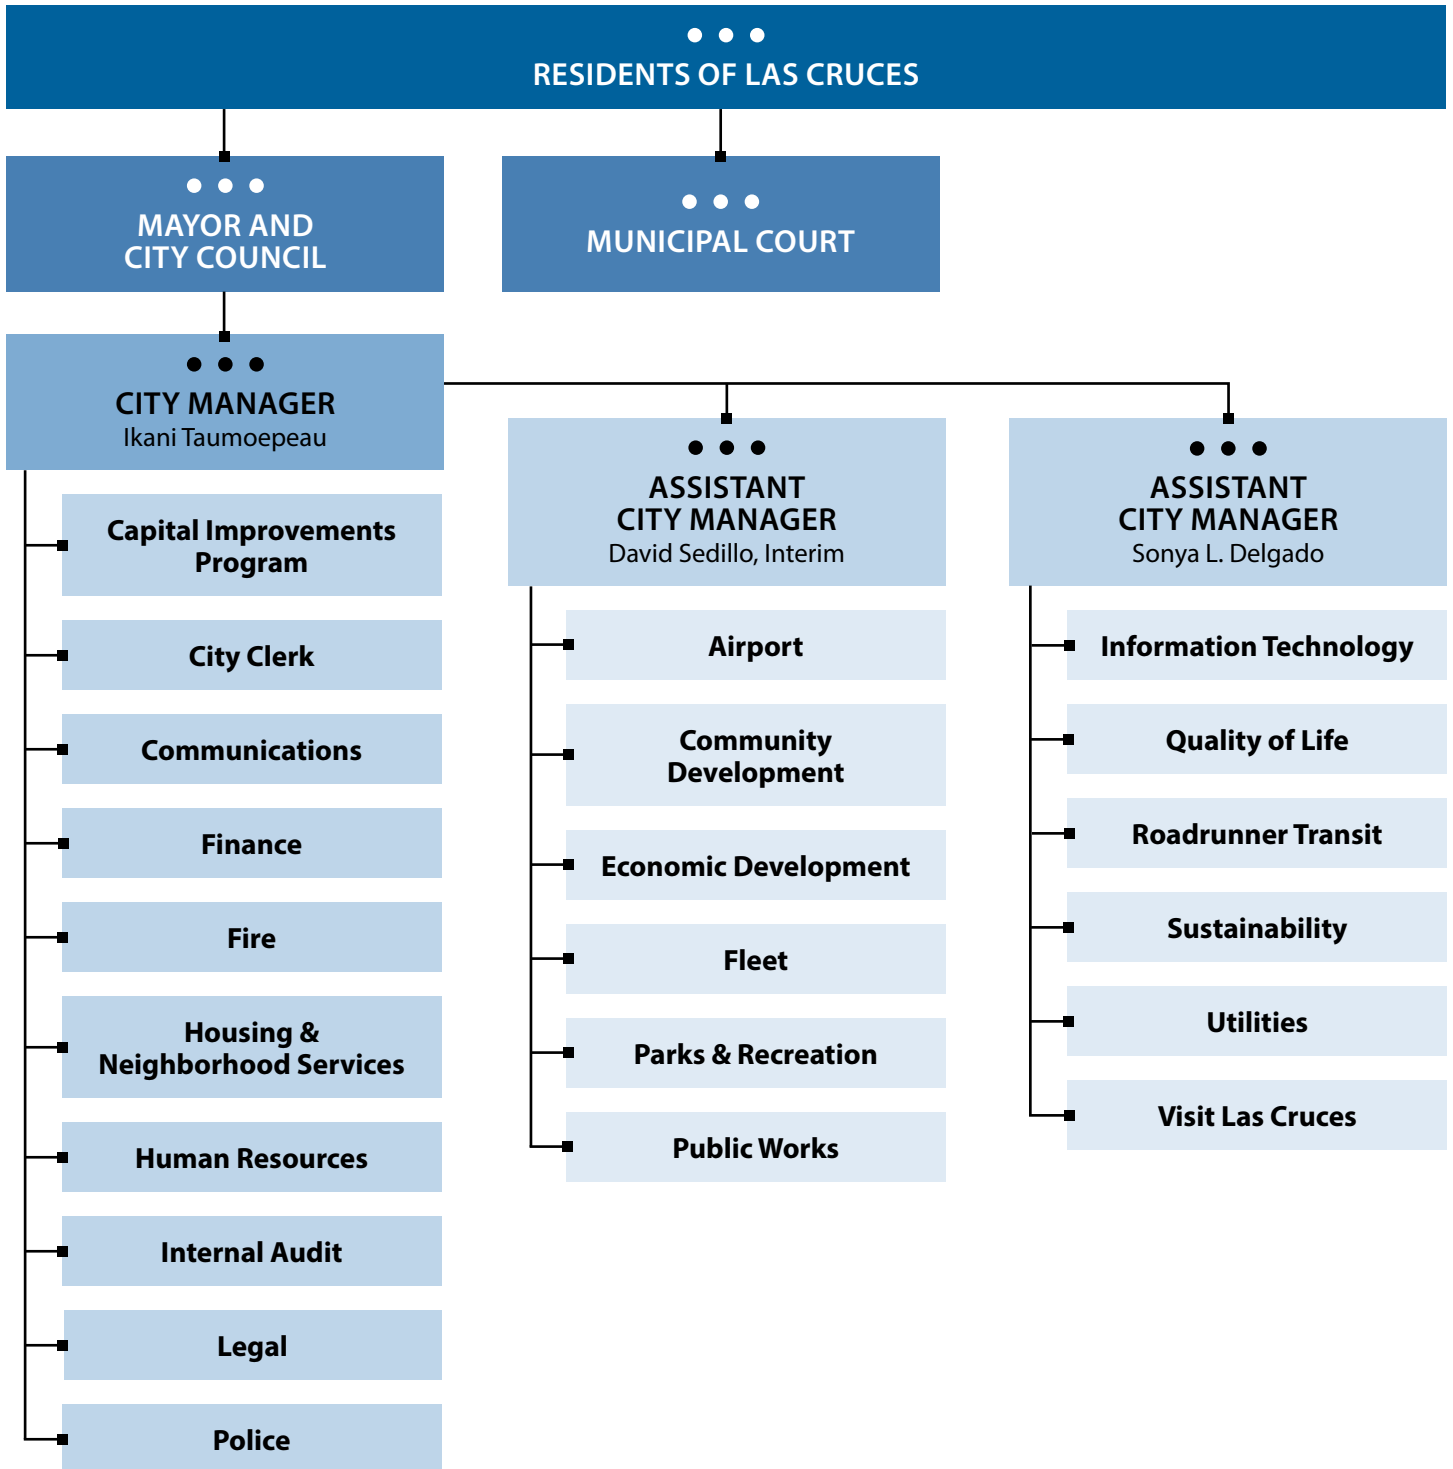 RESIDENTS OF LAS CRUCES
MAYOR AND
CITY COUNCIL
MUNICIPAL COURT
CITY MANAGER
Ikani Taumoepeau
Capital Improvements
Program
City Clerk
Communications
Finance
Fire
Housing &
Neighborhood Services
Human Resources
Internal Audit
Legal
Police
ASSISTANT
CITY MANAGER
David Sedillo, Interim
Airport
Community
Development
Economic Development
Fleet
Parks & Recreation
Public Works
ASSISTANT
CITY MANAGER
Sonya L. Delgado
Information Technology
Quality of Life
Roadrunner Transit
Sustainability
Utilities
Visit Las Cruces